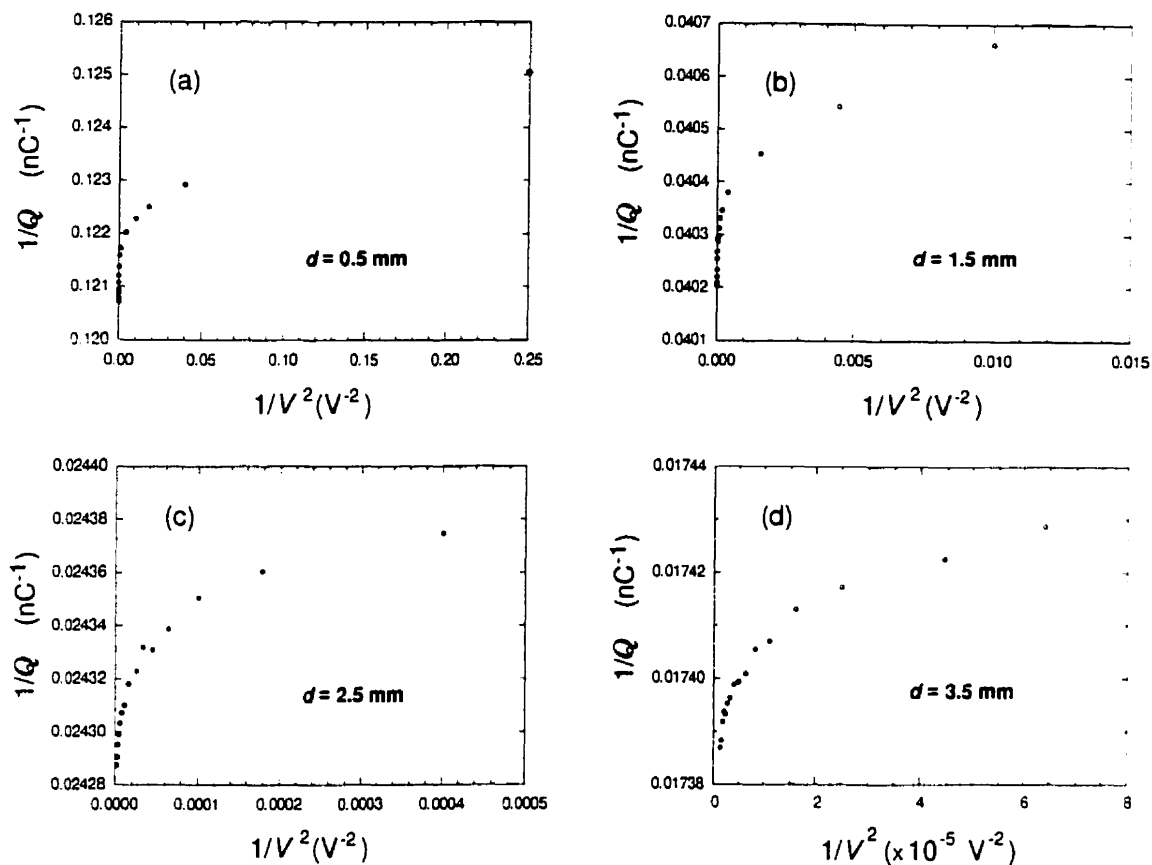 0.126
0.125
0.124
0.123
0.122
0.121
0.120
1/Q (nC-1)
(a)
d = 0.5 mm
0.00 0.05 0.10 0.15 0.20 0.25
1/V 2 (V-2)
0.0407
0.0406
0.0405
0.0404
0.0403
0.0402
0.0401
1/Q (nC-1)
(b)
d = 1.5 mm
0.000 0.005 0.010 0.015
1/V 2 (V-2)
0.02440
0.02438
0.02436
0.02434
0.02432
0.02430
0.02428
1/Q (nC-1)
(c)
d = 2.5 mm
0.0000 0.0001 0.0002 0.0003 0.0004 0.0005
1/V 2 (V-2)
0.01744
0.01742
0.01740
0.01738
1/Q (nC-1)
(d)
d = 3.5 mm
0 2 4 6 8
1/V 2 (x10-5 V-2)